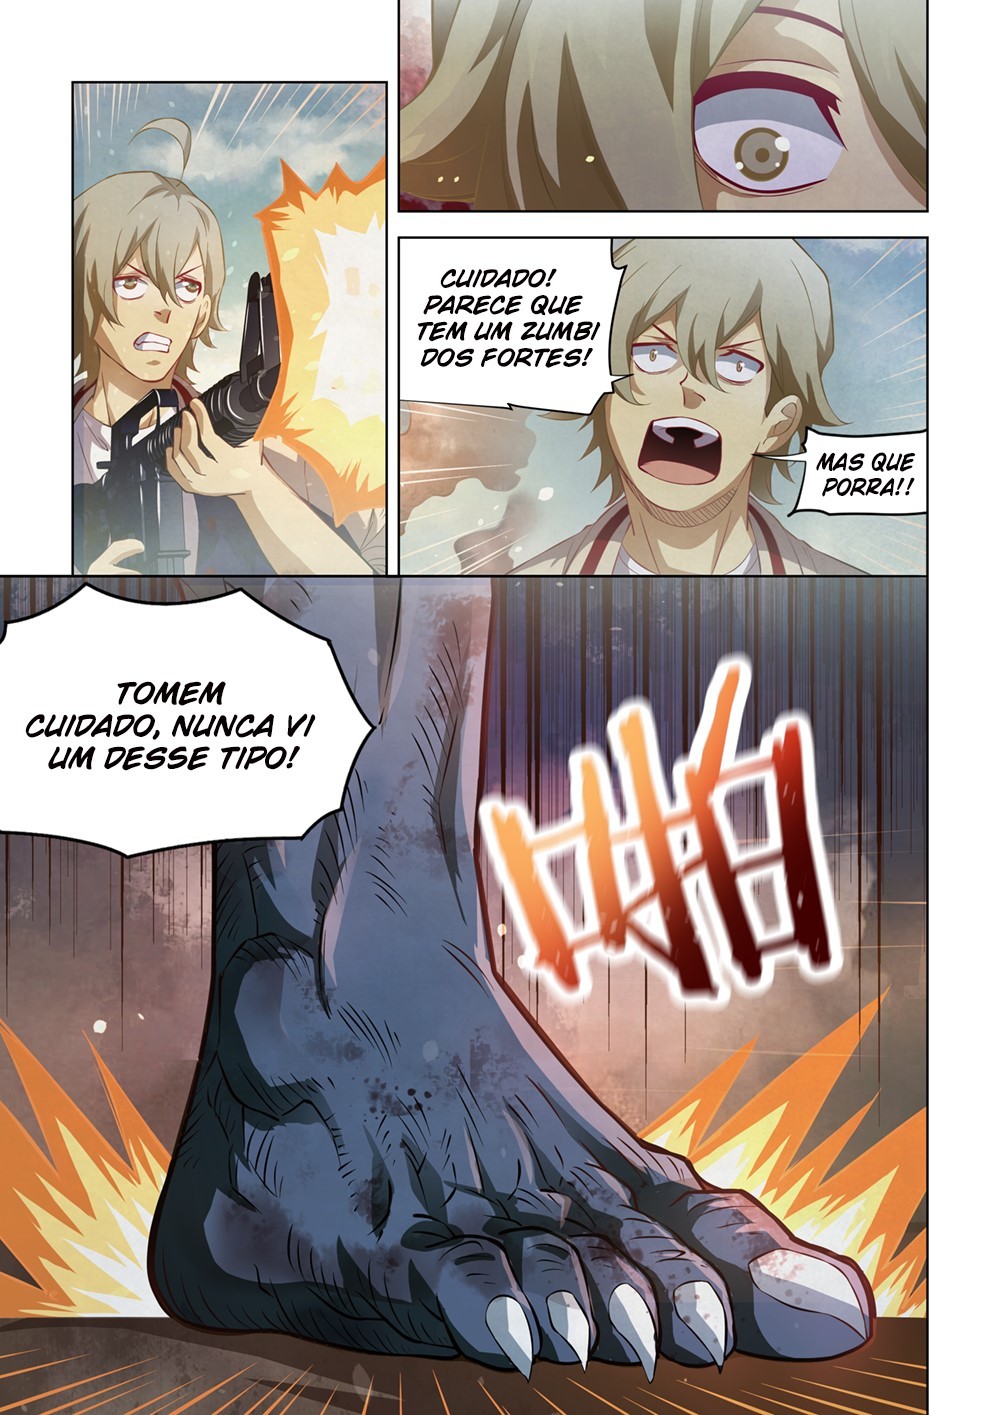 CUIDADO!
PARECE QUE
TEM UM ZUMBI
DOS FORTES!
MAS QUE
PORRA!!
TOMEM
CUIDADO, NUNCA VI
UM DESSE TIPO!